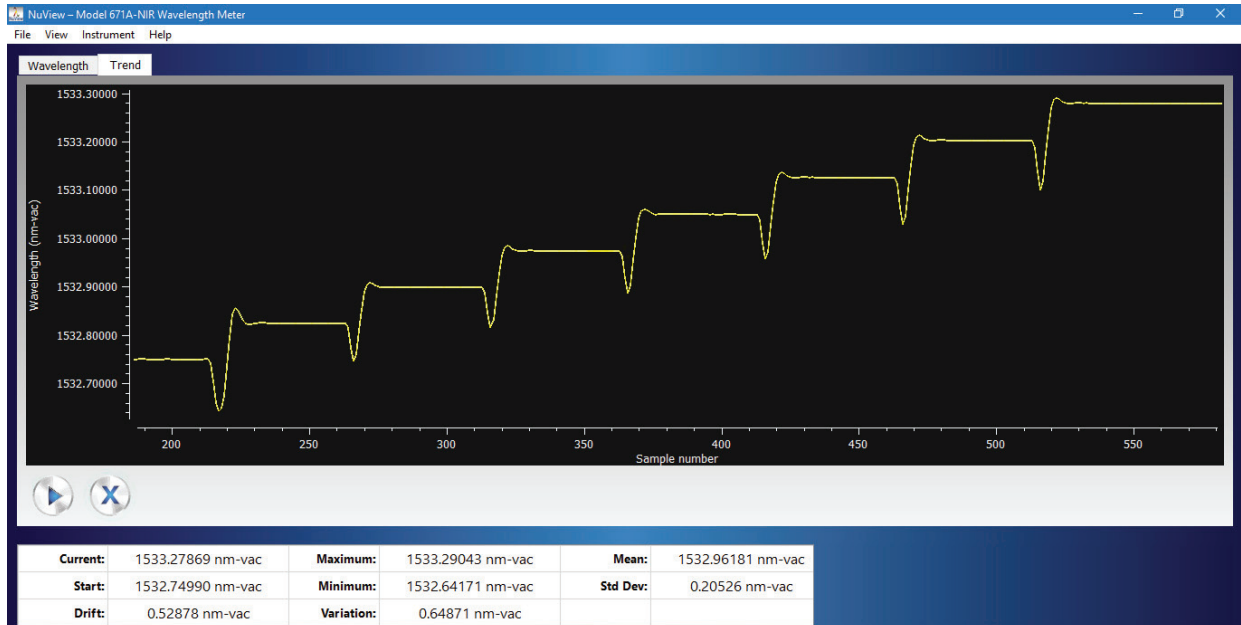 NuView – Model 671A-NIR Wavelength Meter
File View Instrument Help
Wavelength Trend
1533.30000
1533.20000
1533.10000
1533.00000
1532.90000
1532.80000
1532.70000
Wavelength (nm-vac)
200 250 300 350 400 450 500 550
Sample number
Current: 1533.27869 nm-vac Maximum: 1533.29043 nm-vac Mean: 1532.96181 nm-vac
Start: 1532.74990 nm-vac Minimum: 1532.64171 nm-vac Std Dev: 0.20526 nm-vac
Drift: 0.52878 nm-vac Variation: 0.64871 nm-vac